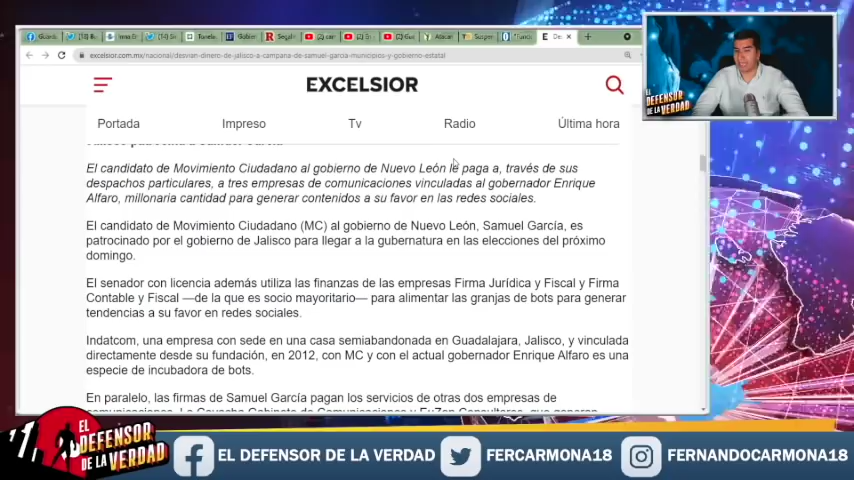 excelsior.com.mx/nacional/desvian-dinero-de-jalisco-a-campana-de-samuel-garcia-municipios-y-gobierno-estatal
EXCELSIOR
Portada Impreso Tv Radio Última hora
El candidato de Movimiento Ciudadano al gobierno de Nuevo León le paga a, través de sus
despachos particulares, a tres empresas de comunicaciones vinculadas al gobernador Enrique
Alfaro, millonaria cantidad para generar contenidos a su favor en las redes sociales.
El candidato de Movimiento Ciudadano (MC) al gobierno de Nuevo León, Samuel García, es
patrocinado por el gobierno de Jalisco para llegar a la gubernatura en las elecciones del próximo
domingo.
El senador con licencia además utiliza las finanzas de las empresas Firma Jurídica y Fiscal y Firma
Contable y Fiscal —de la que es socio mayoritario— para alimentar las granjas de bots para generar
tendencias a su favor en redes sociales.
Indatcom, una empresa con sede en una casa semiabandonada en Guadalajara, Jalisco, y vinculada
directamente desde su fundación, en 2012, con MC y con el actual gobernador Enrique Alfaro es una
especie de incubadora de bots.
En paralelo, las firmas de Samuel García pagan los servicios de otras dos empresas de
EL DEFENSOR
DE LA VERDAD
EL
DEFENSOR
DE LA VERDAD
EL DEFENSOR DE LA VERDAD
FERCARMONA18
FERNANDOCARMONA18